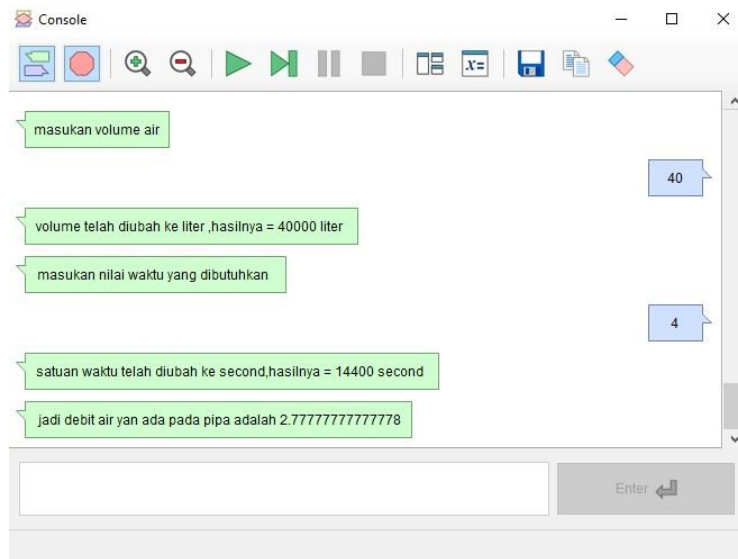 Console
x=
masukan volume air
40
volume telah diubah ke liter ,hasilnya = 40000 liter
masukan nilai waktu yang dibutuhkan
4
satuan waktu telah diubah ke second,hasilnya = 14400 second
jadi debit air yan ada pada pipa adalah 2.77777777777778
Enter